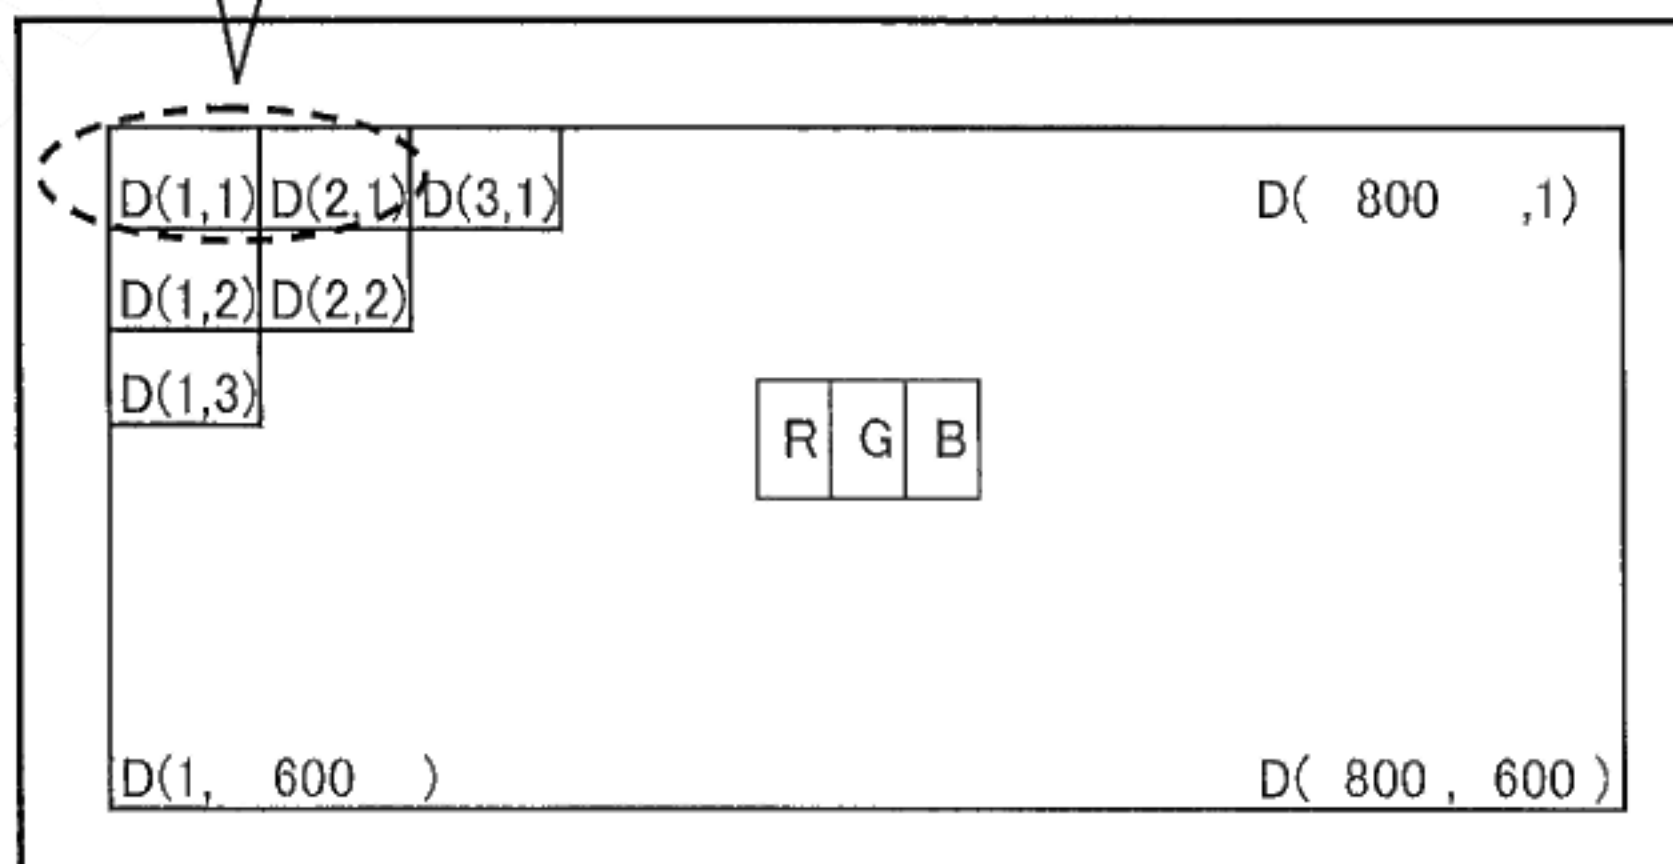 D(1,1) D(2,1) D(3,1) D( 800 ,1)
D(1,2) D(2,2)
D(1,3)
R G B
D(1, 600 ) D( 800 , 600 )